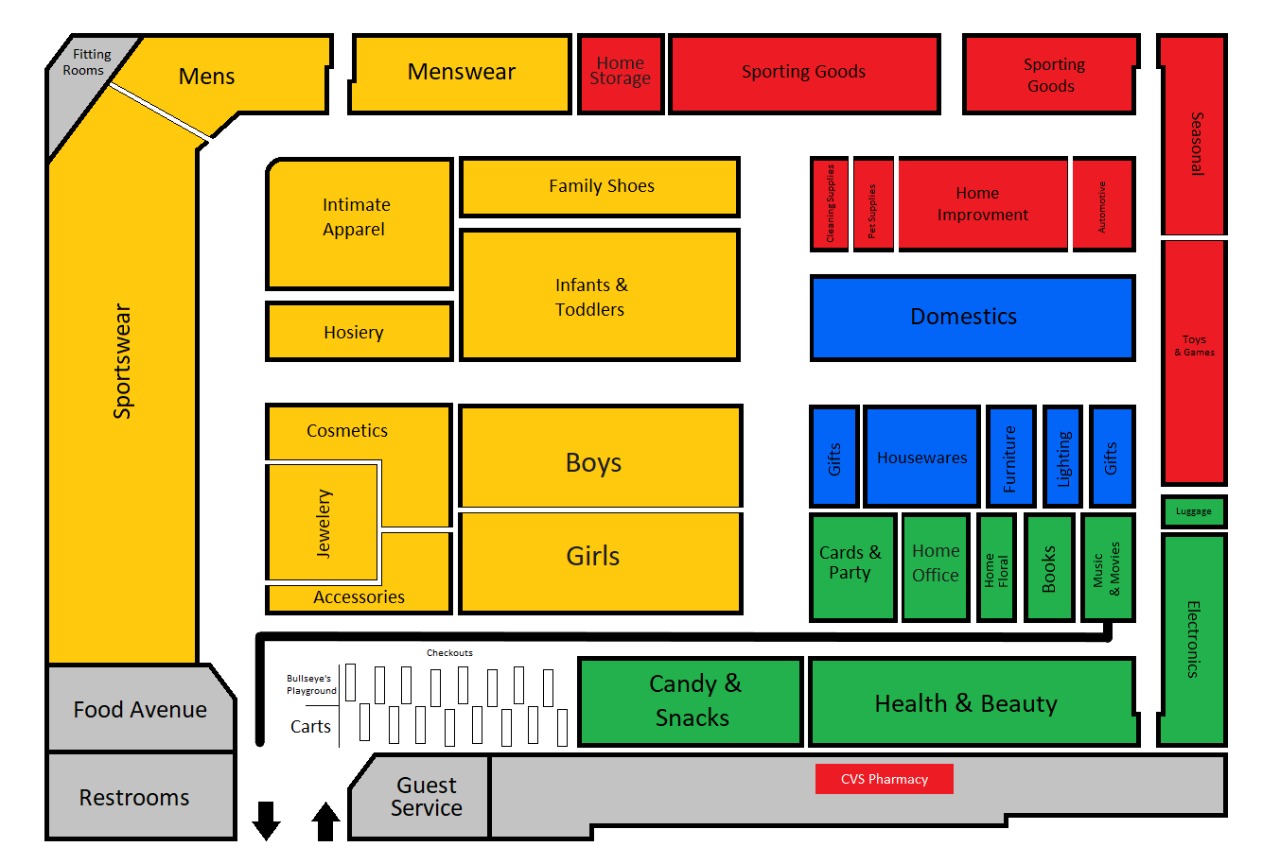 Fitting
Rooms
Mens
Menswear
Home
Storage
Sporting Goods
Sporting
Goods
Seasonal
Intimate
Apparel
Family Shoes
Cleaning Supplies
Pet Supplies
Home
Improvment
Automotive
Infants &
Toddlers
Hosiery
Domestics
Toys
& Games
Sportswear
Cosmetics
Boys
Gifts
Housewares
Furniture
Lighting
Gifts
Luggage
Jewelery
Girls
Cards &
Party
Home
Office
Home
Floral
Books
Music
& Movies
Accessories
Electronics
Checkouts
Bullseye's
Playground
Carts
Candy &
Snacks
Health & Beauty
Food Avenue
Restrooms
Guest
Service
CVS Pharmacy